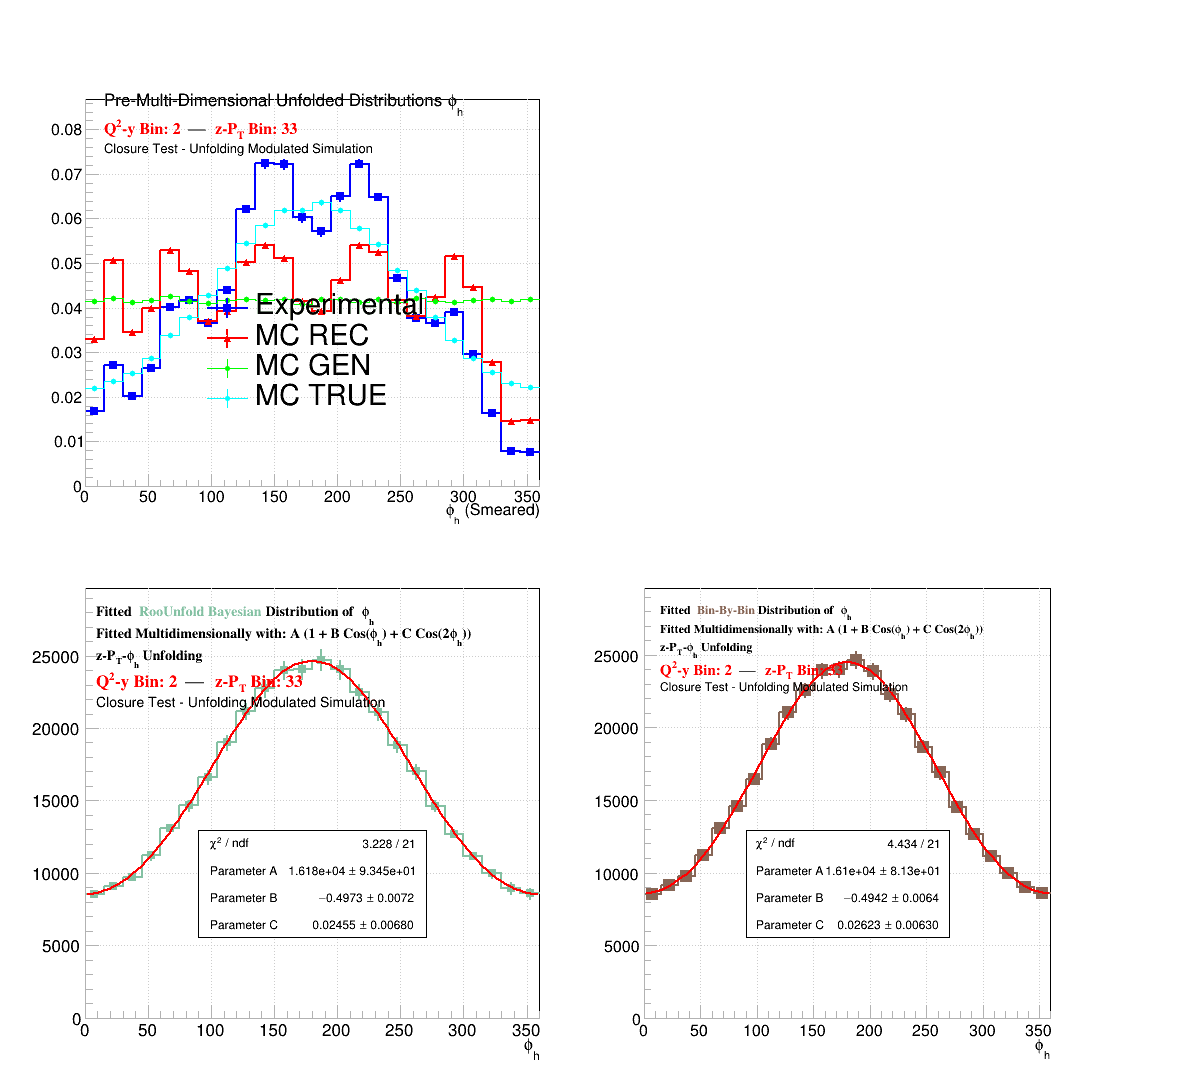 Pre-Multi-Dimensional Unfolded Distributions ϕh
Q²-y Bin: 2 — z-PT Bin: 33
Closure Test - Unfolding Modulated Simulation
0.08
0.07
0.06
0.05
0.04
0.03
0.02
0.01
0
Experimental
MC REC
MC GEN
MC TRUE
0 50 100 150 200 250 300 350
ϕh (Smeared)
Fitted RooUnfold Bayesian Distribution of ϕh
Fitted Multidimensionally with: A (1 + B Cos(ϕh) + C Cos(2ϕh))
z-PT-ϕh Unfolding
Q²-y Bin: 2 — z-PT Bin: 33
Closure Test - Unfolding Modulated Simulation
25000
20000
15000
10000
5000
0
χ² / ndf 3.228 / 21
Parameter A 1.618e+04 ± 9.345e+01
Parameter B −0.4973 ± 0.0072
Parameter C 0.02455 ± 0.00680
0 50 100 150 200 250 300 350
ϕh
Fitted Bin-By-Bin Distribution of ϕh
Fitted Multidimensionally with: A (1 + B Cos(ϕh) + C Cos(2ϕh))
z-PT-ϕh Unfolding
Q²-y Bin: 2 — z-PT Bin: 33
Closure Test - Unfolding Modulated Simulation
25000
20000
15000
10000
5000
0
χ² / ndf 4.434 / 21
Parameter A 1.61e+04 ± 8.13e+01
Parameter B −0.4942 ± 0.0064
Parameter C 0.02623 ± 0.00630
0 50 100 150 200 250 300 350
ϕh